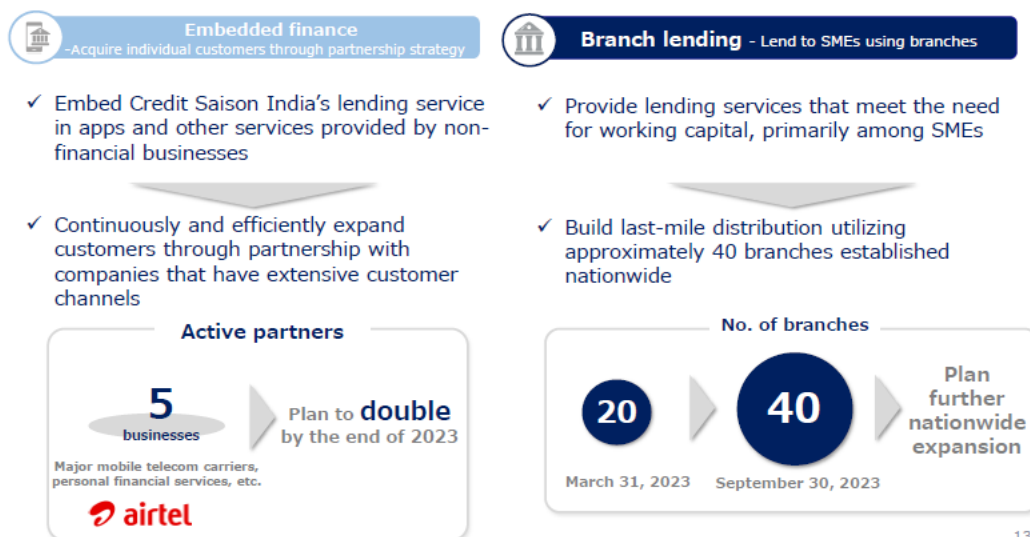 Embedded finance
-Acquire individual customers through partnership strategy
✓ Embed Credit Saison India's lending service
in apps and other services provided by non-
financial businesses
✓ Continuously and efficiently expand
customers through partnership with
companies that have extensive customer
channels
Active partners
5
businesses
Plan to double
by the end of 2023
Major mobile telecom carriers,
personal financial services, etc.
airtel
Branch lending - Lend to SMEs using branches
✓ Provide lending services that meet the need
for working capital, primarily among SMEs
✓ Build last-mile distribution utilizing
approximately 40 branches established
nationwide
No. of branches
20
40
Plan
further
nationwide
expansion
March 31, 2023
September 30, 2023
13